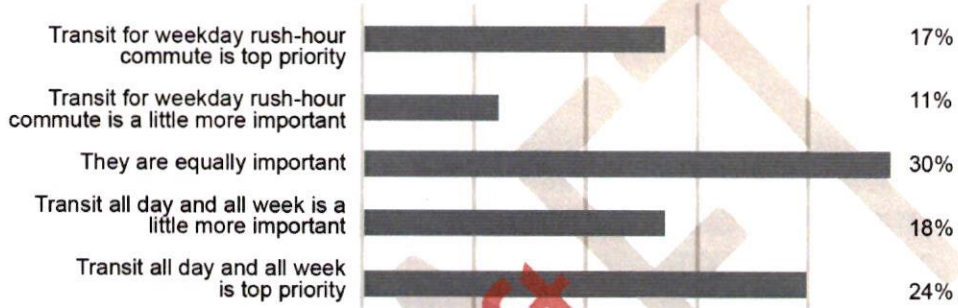 Transit for weekday rush-hour
commute is top priority
17%
Transit for weekday rush-hour
commute is a little more important
11%
They are equally important
30%
Transit all day and all week is a
little more important
18%
Transit all day and all week
is top priority
24%